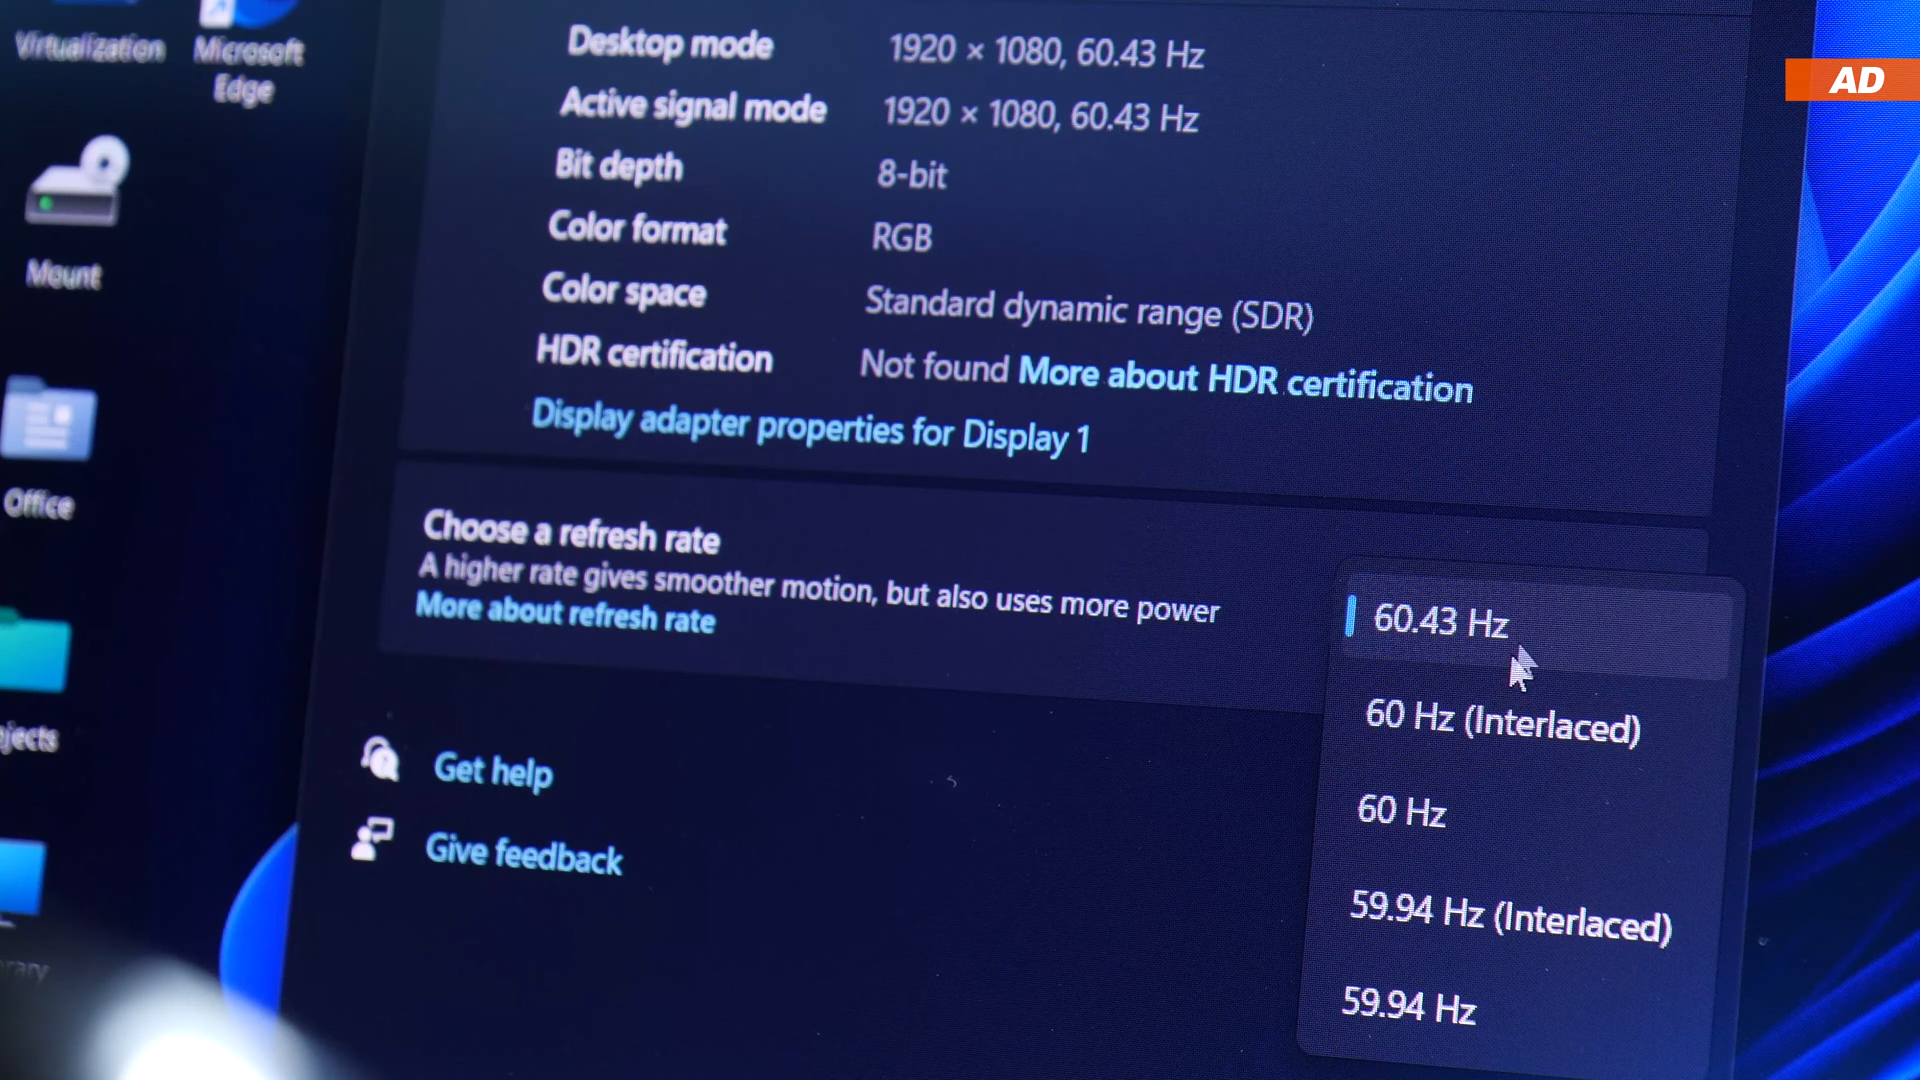 Virtualization
Microsoft
Edge
Mount
Office
jects
Desktop mode 1920 × 1080, 60.43 Hz
Active signal mode 1920 × 1080, 60.43 Hz
Bit depth 8-bit
Color format RGB
Color space Standard dynamic range (SDR)
HDR certification Not found More about HDR certification
Display adapter properties for Display 1
Choose a refresh rate
A higher rate gives smoother motion, but also uses more power
More about refresh rate
60.43 Hz
60 Hz (Interlaced)
60 Hz
59.94 Hz (Interlaced)
59.94 Hz
Get help
Give feedback
AD